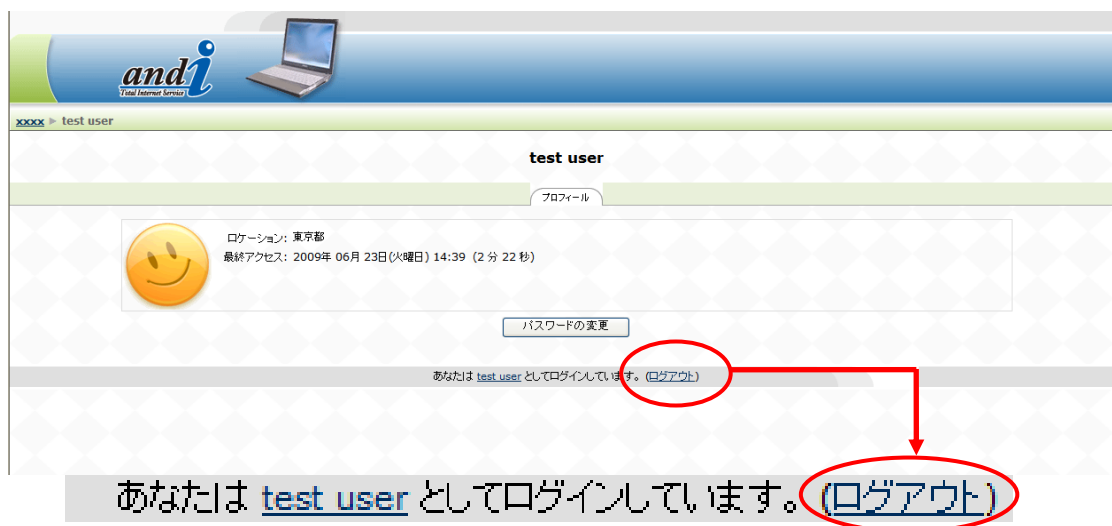 andi
Total Internet Service
xxxx ▶ test user
test user
プロフィール
ロケーション: 東京都
最終アクセス: 2009年 06月 23日(火曜日) 14:39 (2 分 22 秒)
パスワードの変更
あなたは test user としてログインしています。(ログアウト)
あなたは test user としてログインしています。(ログアウト)